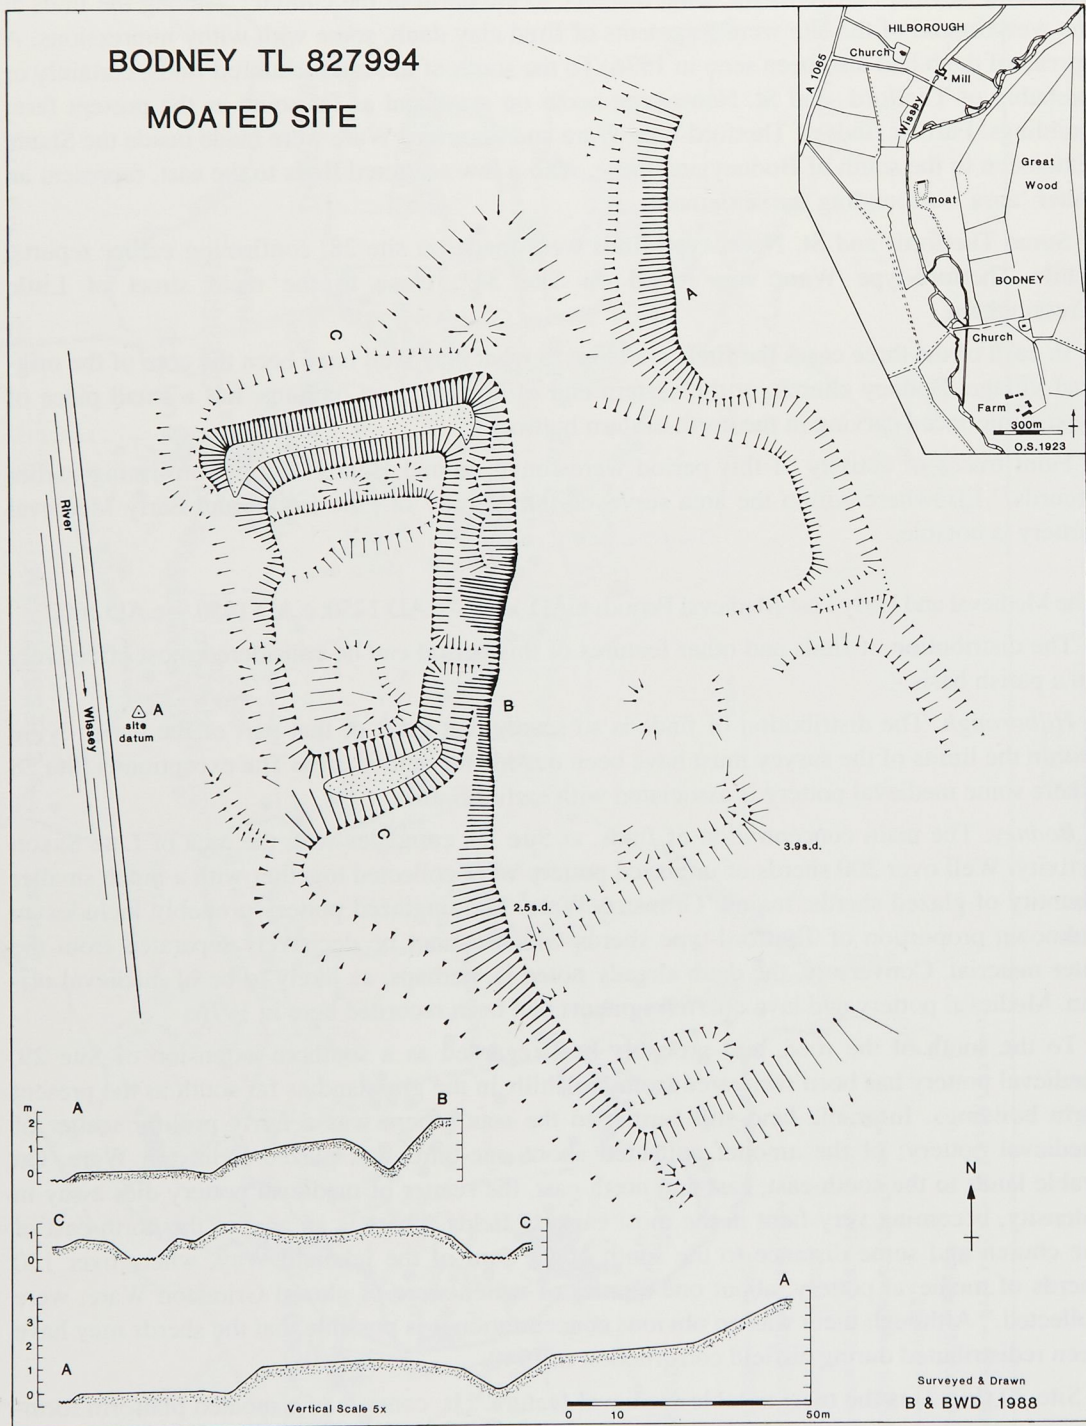 BODNEY TL 827994
MOATED SITE
HILBOROUGH
Church
Mill
A 1065
Wissey
Great
Wood
moat
BODNEY
Church
Farm
300m
O.S. 1923
A
C
River
Wissey
A
site
datum
B
C
3.9s.d.
2.5s.d.
m
A
B
2
1
0
C
C
1
0
A
A
4
3
2
1
0
Vertical Scale 5x
0 10 50m
N
Surveyed & Drawn
B & BWD 1988